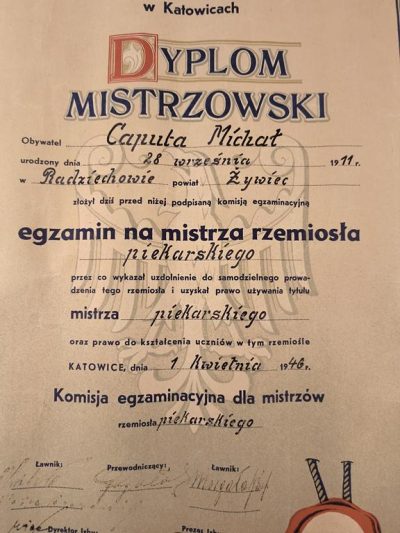 w Katowicach
DYPLOM
MISTRZOWSKI
Obywatel Caputa Michał
urodzony dnia 28 września 1911 r.
w Radziechowie powiat Żywiec
złożył dziś przed niżej podpisaną komisją egzaminacyjną
egzamin na mistrza rzemiosła
piekarskiego
przez co wykazał uzdolnienie do samodzielnego prowa-
dzenia tego rzemiosła i uzyskał prawo używania tytułu
mistrza piekarskiego
oraz prawo do kształcenia uczniów w tym rzemiośle
KATOWICE, dnia 1 kwietnia 1946 r.
Komisja egzaminacyjna dla mistrzów
rzemiosła piekarskiego
Ławnik: Przewodniczący: Ławnik:
Dyrektor Izby Prezes